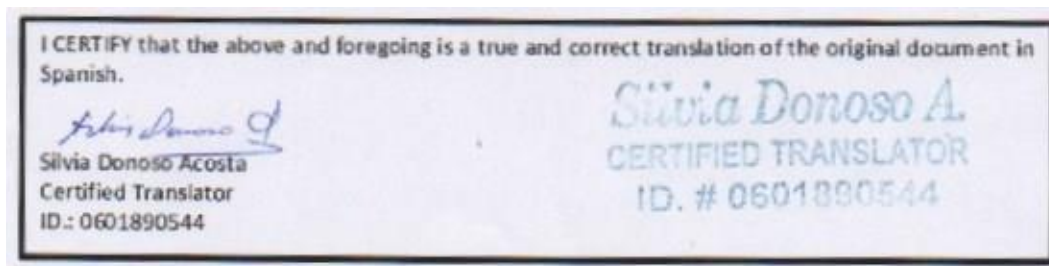 I CERTIFY that the above and foregoing is a true and correct translation of the original document in
Spanish.
Silvia Donoso A.
CERTIFIED TRANSLATOR
ID. # 0601890544
Silvia Donoso Acosta
Certified Translator
ID.: 0601890544